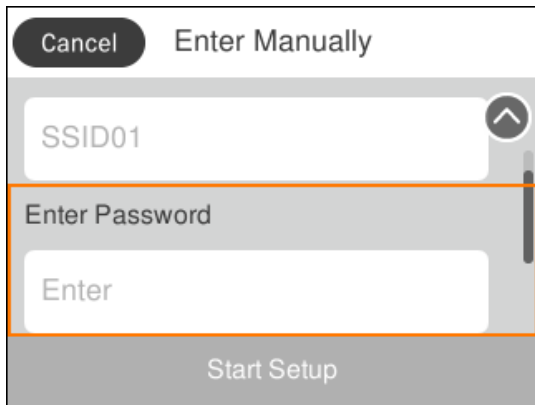 Cancel Enter Manually
SSID01
Enter Password
Enter
Start Setup